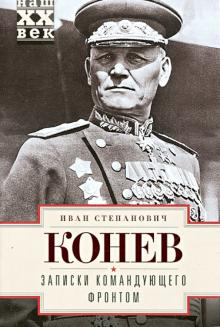 наш
XX
век
ИВАН СТЕПАНОВИЧ
КОНЕВ
ЗАПИСКИ КОМАНДУЮЩЕГО
ФРОНТОМ